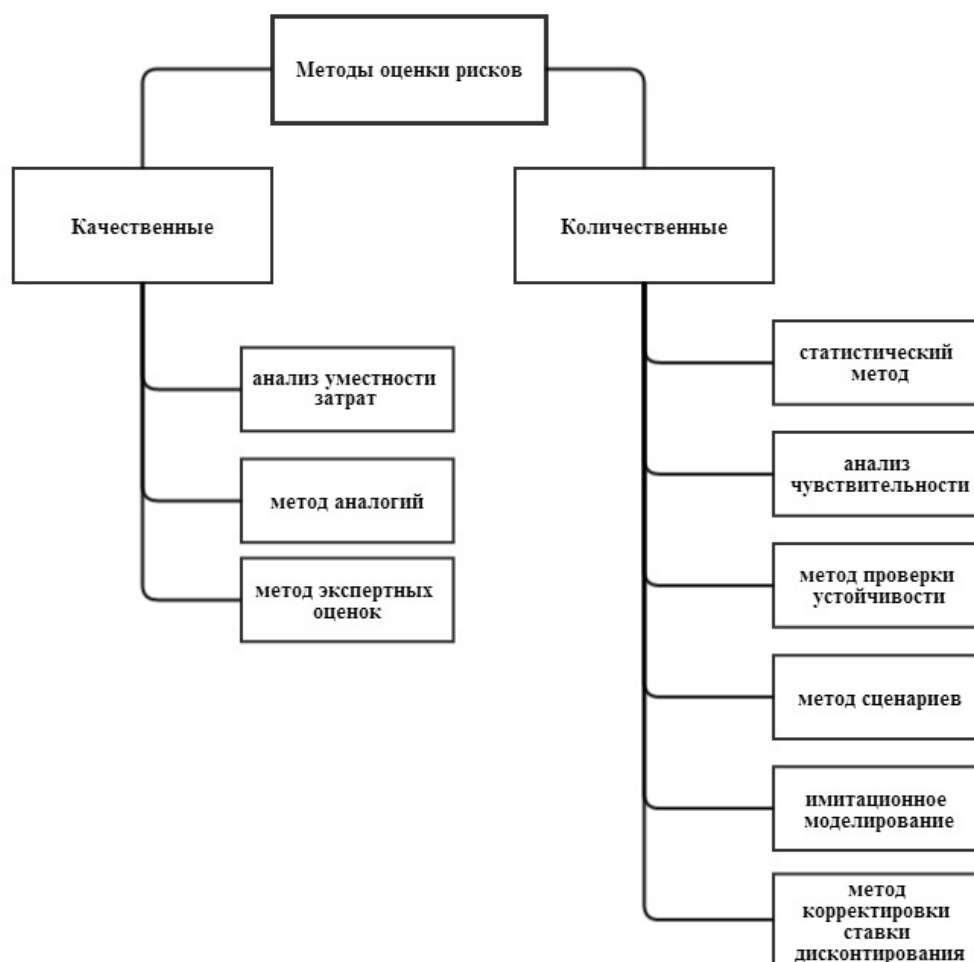 Методы оценки рисков
Качественные
Количественные
анализ уместности
затрат
метод аналогий
метод экспертных
оценок
статистический
метод
анализ
чувствительности
метод проверки
устойчивости
метод сценариев
имитационное
моделирование
метод
корректировки
ставки
дисконтирования